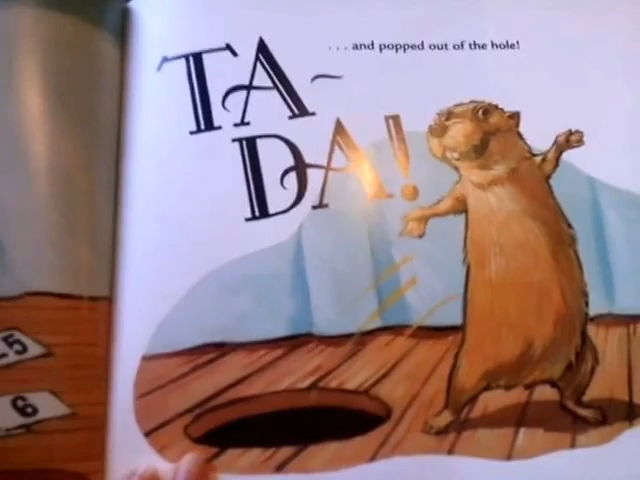 . . . and popped out of the hole!
TA-
DA!
-5
6